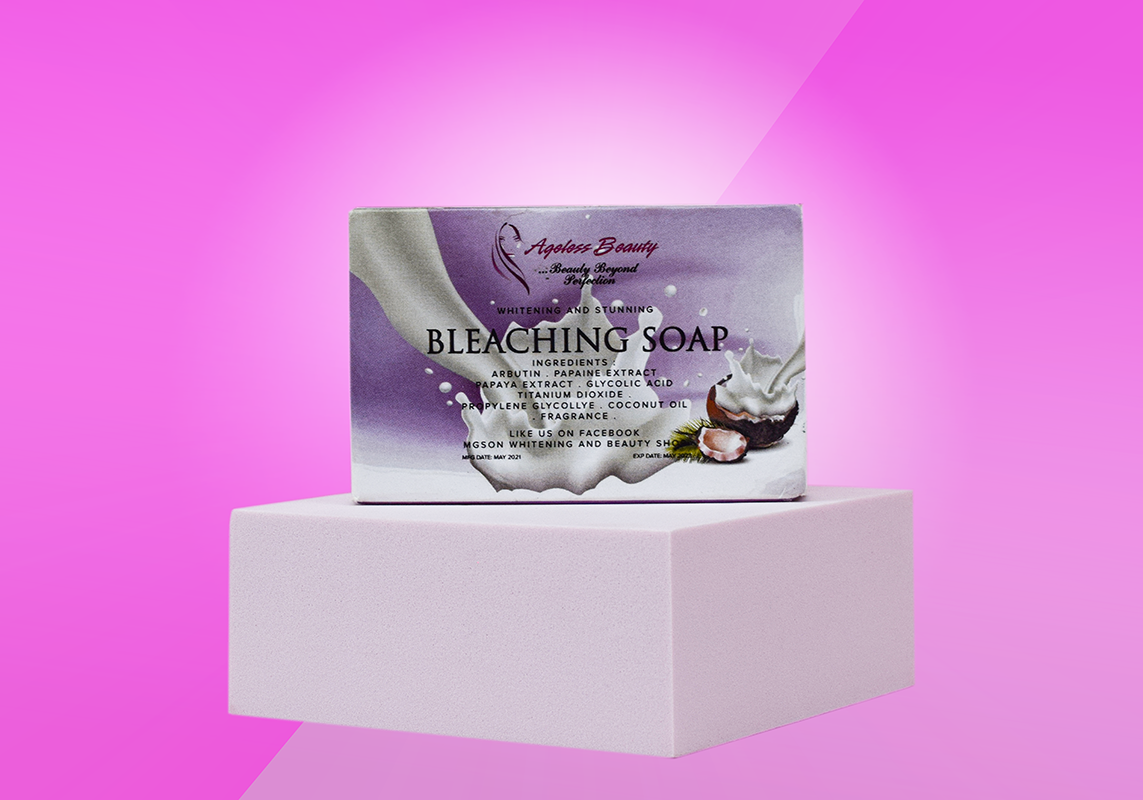 Ageless Beauty
...Beauty Beyond
Perfection
WHITENING AND STUNNING
BLEACHING SOAP
INGREDIENTS :
ARBUTIN . PAPAINE EXTRACT
PAPAYA EXTRACT . GLYCOLIC ACID
TITANIUM DIOXIDE .
PROPYLENE GLYCOLLYE . COCONUT OIL
. FRAGRANCE .
LIKE US ON FACEBOOK
MGSON WHITENING AND BEAUTY
MFG DATE: MAY 2021 EXP DATE: MAY